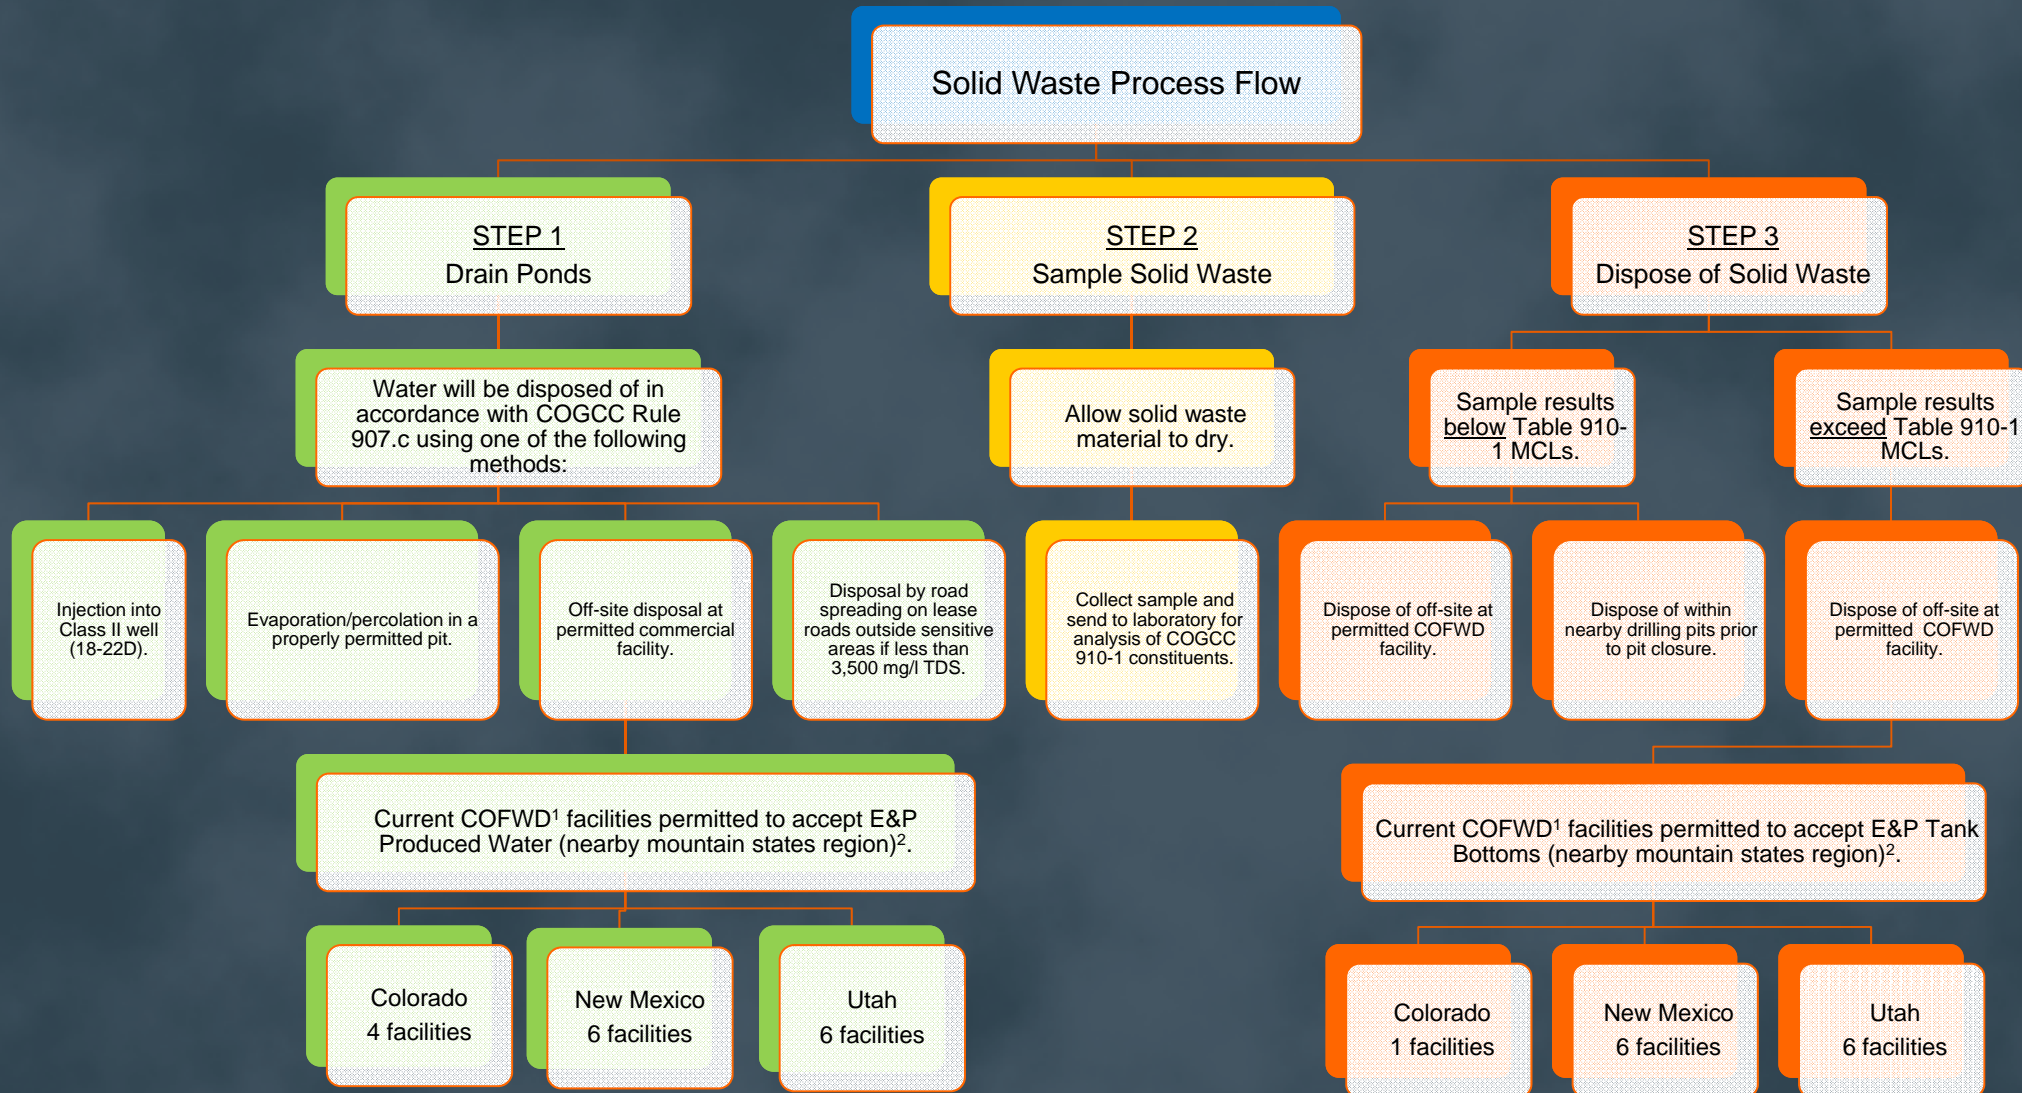 Solid Waste Process Flow
STEP 1
Drain Ponds
STEP 2
Sample Solid Waste
STEP 3
Dispose of Solid Waste
Water will be disposed of in
accordance with COGCC Rule
907.c using one of the following
methods:
Allow solid waste
material to dry.
Sample results
below Table 910-
1 MCLs.
Sample results
exceed Table 910-1
MCLs.
Injection into
Class II well
(18-22D).
Evaporation/percolation in a
properly permitted pit.
Off-site disposal at
permitted commercial
facility.
Disposal by road
spreading on lease
roads outside sensitive
areas if less than
3,500 mg/l TDS.
Collect sample and
send to laboratory for
analysis of COGCC
910-1 constituents.
Dispose of off-site at
permitted COFWD
facility.
Dispose of within
nearby drilling pits prior
to pit closure.
Dispose of off-site at
permitted COFWD
facility.
Current COFWD¹ facilities permitted to accept E&P
Produced Water (nearby mountain states region)².
Current COFWD¹ facilities permitted to accept E&P Tank
Bottoms (nearby mountain states region)².
Colorado
4 facilities
New Mexico
6 facilities
Utah
6 facilities
Colorado
1 facilities
New Mexico
6 facilities
Utah
6 facilities